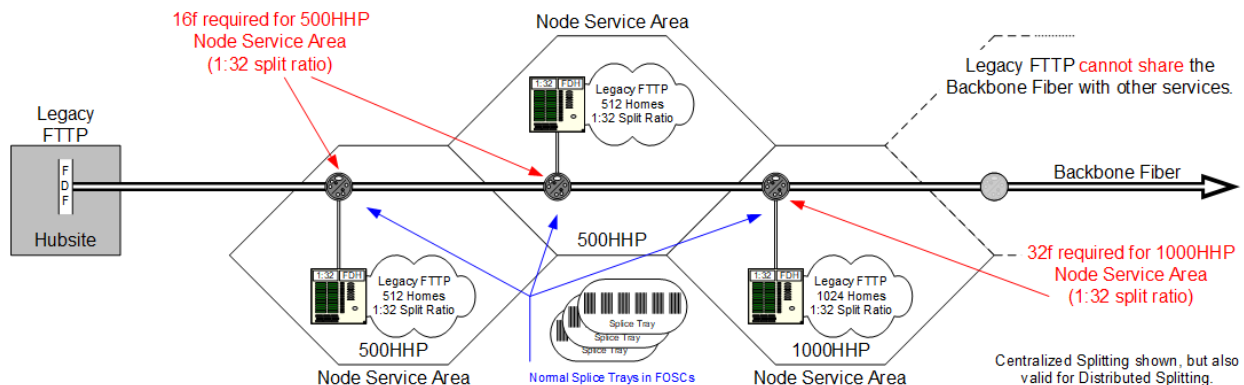 16f required for 500HHP
Node Service Area
(1:32 split ratio)
Node Service Area
Legacy FTTP cannot share the
Backbone Fiber with other services.
Legacy
FTTP
F
D
F
Hubsite
1:32 FDH
Legacy FTTP
512 Homes
1:32 Split Ratio
Backbone Fiber
500HHP
32f required for 1000HHP
Node Service Area
(1:32 split ratio)
1:32 FDH
Legacy FTTP
512 Homes
1:32 Split Ratio
500HHP
Node Service Area
Splice Tray
Splice Tray
Splice Tray
Normal Splice Trays in FOSCs
1:32 FDH
Legacy FTTP
1024 Homes
1:32 Split Ratio
1000HHP
Node Service Area
Centralized Splitting shown, but also
valid for Distributed Splitting.